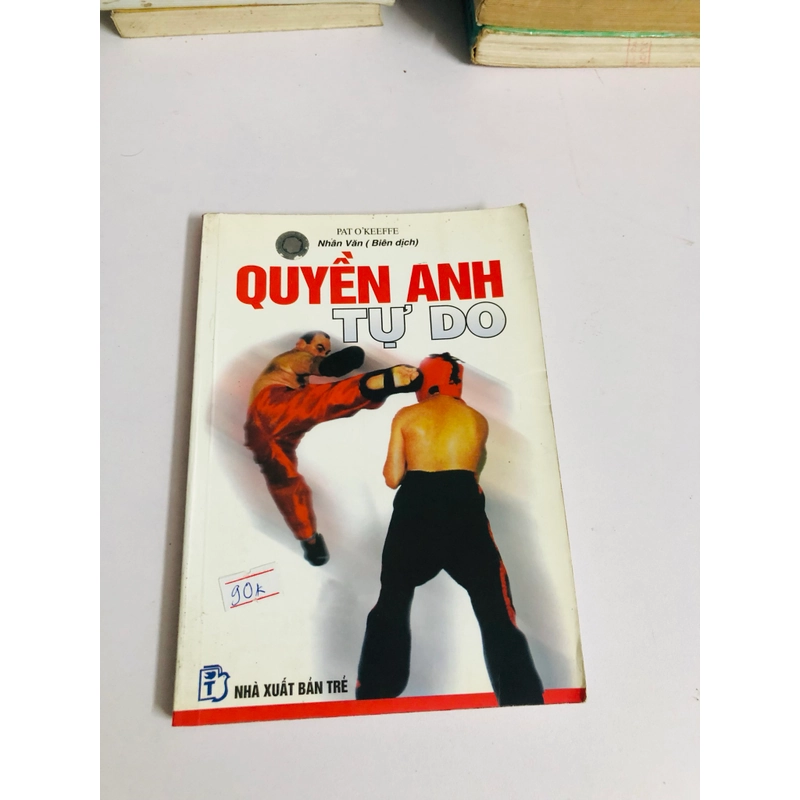 PAT O'KEEFFE
Nhân Văn ( Biên dịch)
QUYỀN ANH
TỰ DO
90k
NHÀ XUẤT BẢN TRẺ